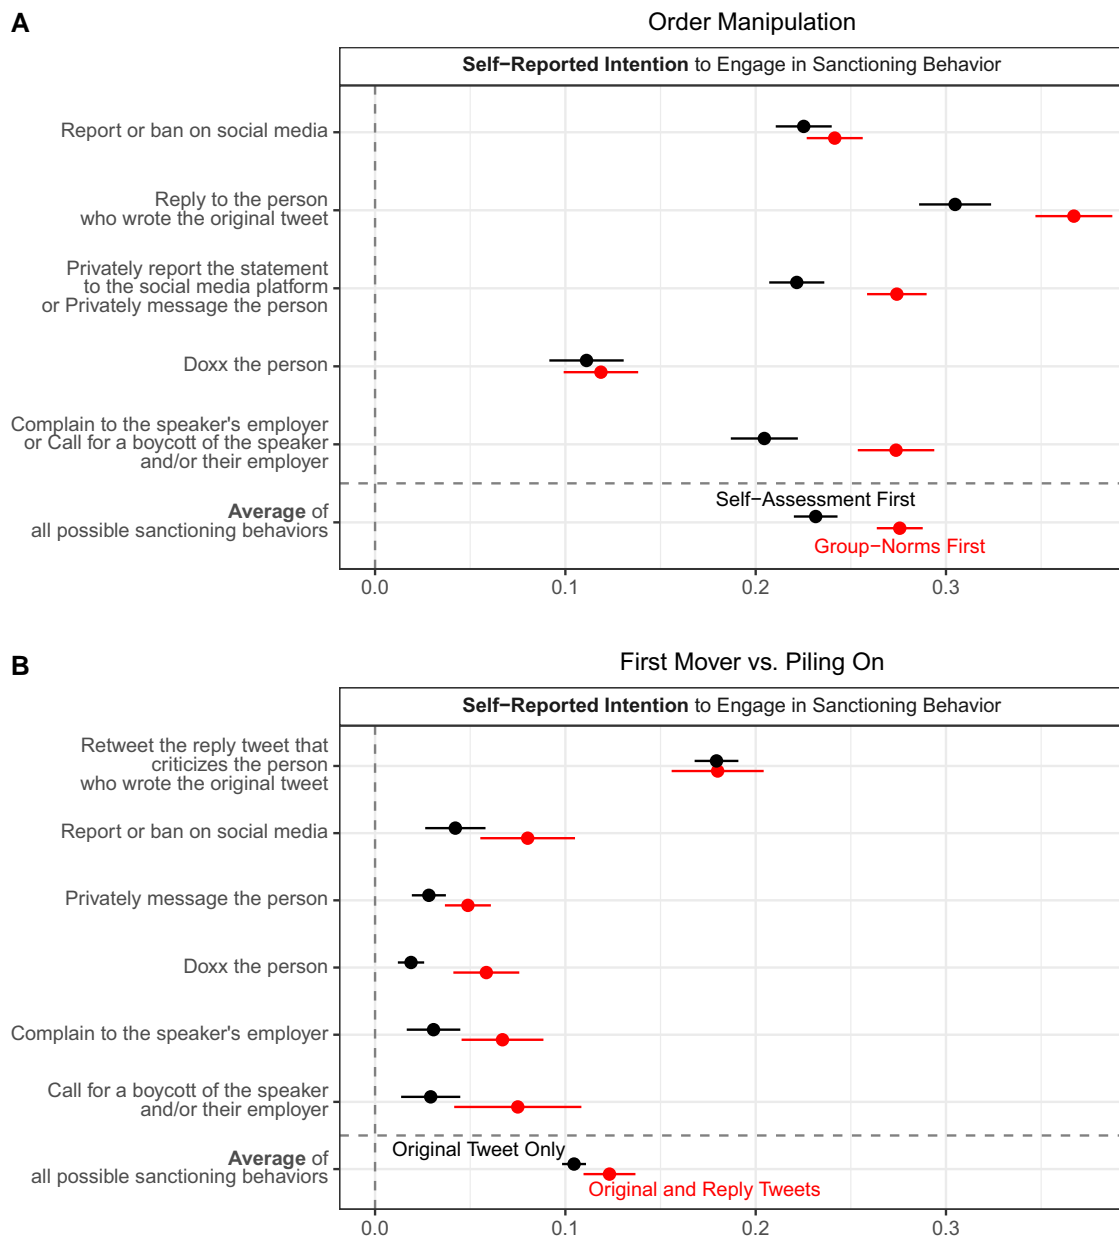 A
Order Manipulation
Self−Reported Intention to Engage in Sanctioning Behavior
Report or ban on social media
Reply to the person
who wrote the original tweet
Privately report the statement
to the social media platform
or Privately message the person
Doxx the person
Complain to the speaker's employer
or Call for a boycott of the speaker
and/or their employer
Average of
all possible sanctioning behaviors
Self−Assessment First
Group−Norms First
0.0 0.1 0.2 0.3
B
First Mover vs. Piling On
Self−Reported Intention to Engage in Sanctioning Behavior
Retweet the reply tweet that
criticizes the person
who wrote the original tweet
Report or ban on social media
Privately message the person
Doxx the person
Complain to the speaker's employer
Call for a boycott of the speaker
and/or their employer
Average of
all possible sanctioning behaviors
Original Tweet Only
Original and Reply Tweets
0.0 0.1 0.2 0.3